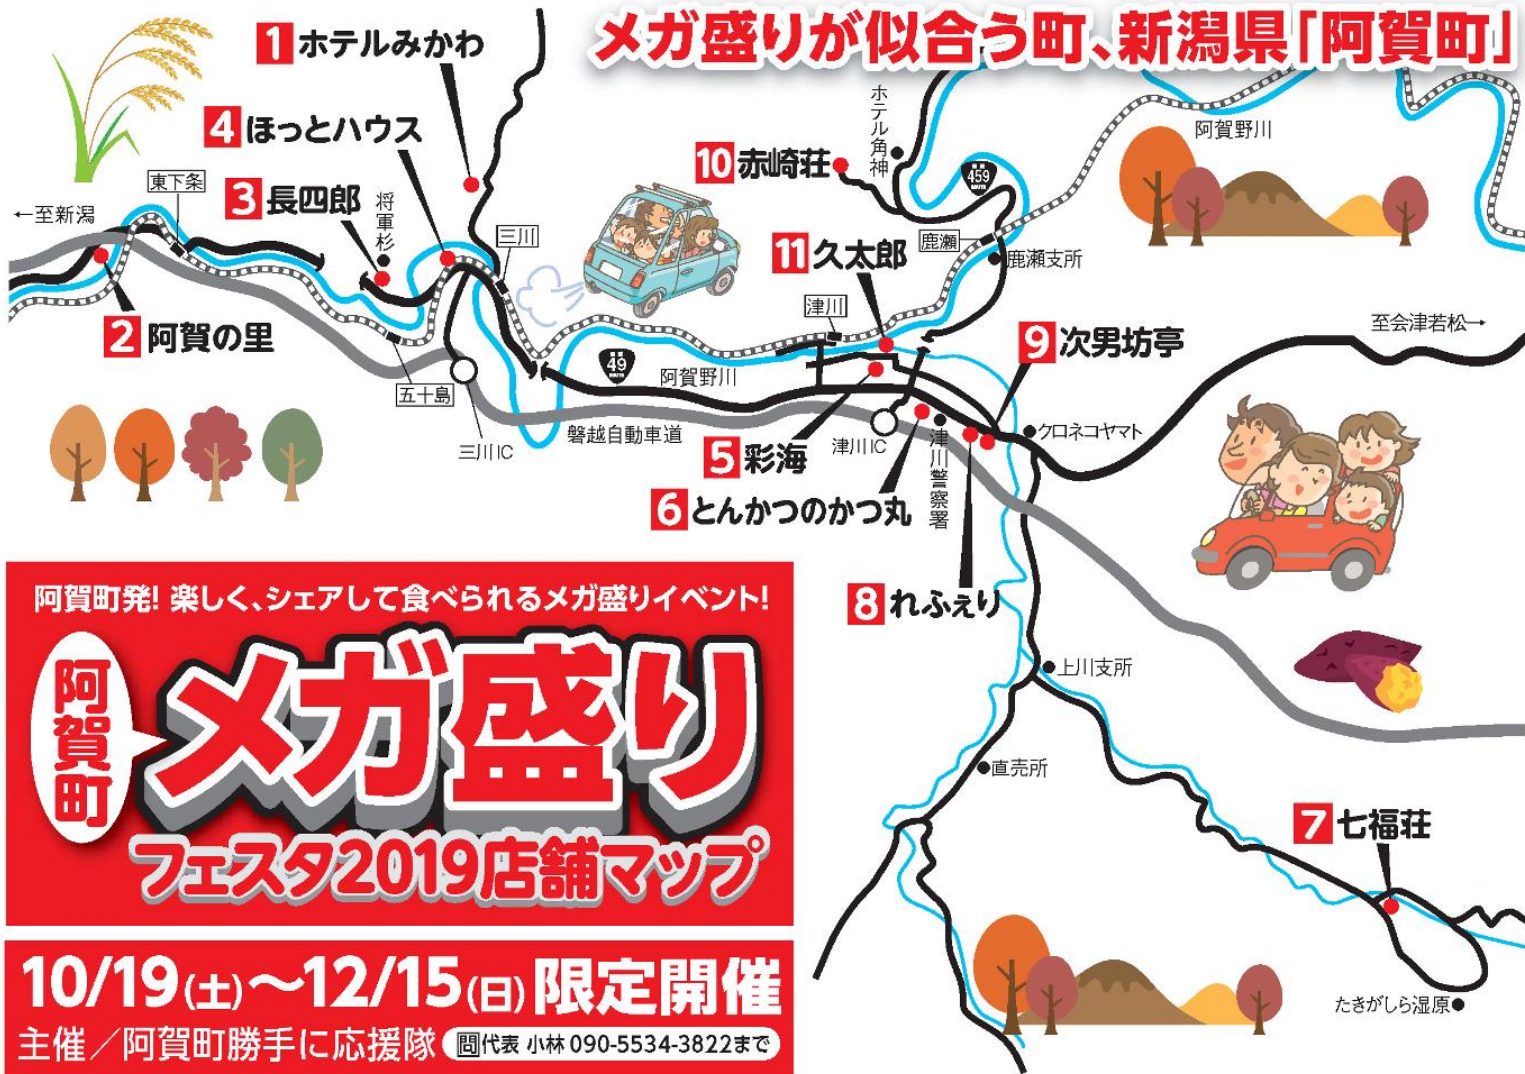 メガ盛りが似合う町、新潟県「阿賀町」
1 ホテルみかわ
4 ほっとハウス
東下条
3 長四郎
将軍杉
←至新潟
三川
2 阿賀の里
五十島
三川IC
国道 49 ROUTE
阿賀野川
磐越自動車道
10 赤崎荘
ホテル角神
国道 459 ROUTE
阿賀野川
鹿瀬
鹿瀬支所
11 久太郎
津川
9 次男坊亭
至会津若松→
5 彩海
津川IC
クロネコヤマト
6 とんかつのかつ丸
津川警察署
8 れふぇり
上川支所
直売所
7 七福荘
たきがしら湿原
阿賀町発! 楽しく、シェアして食べられるメガ盛りイベント!
阿賀町
メガ盛り
フェスタ2019店舗マップ
10/19(土)〜12/15(日)限定開催
主催／阿賀町勝手に応援隊 問代表 小林 090-5534-3822まで